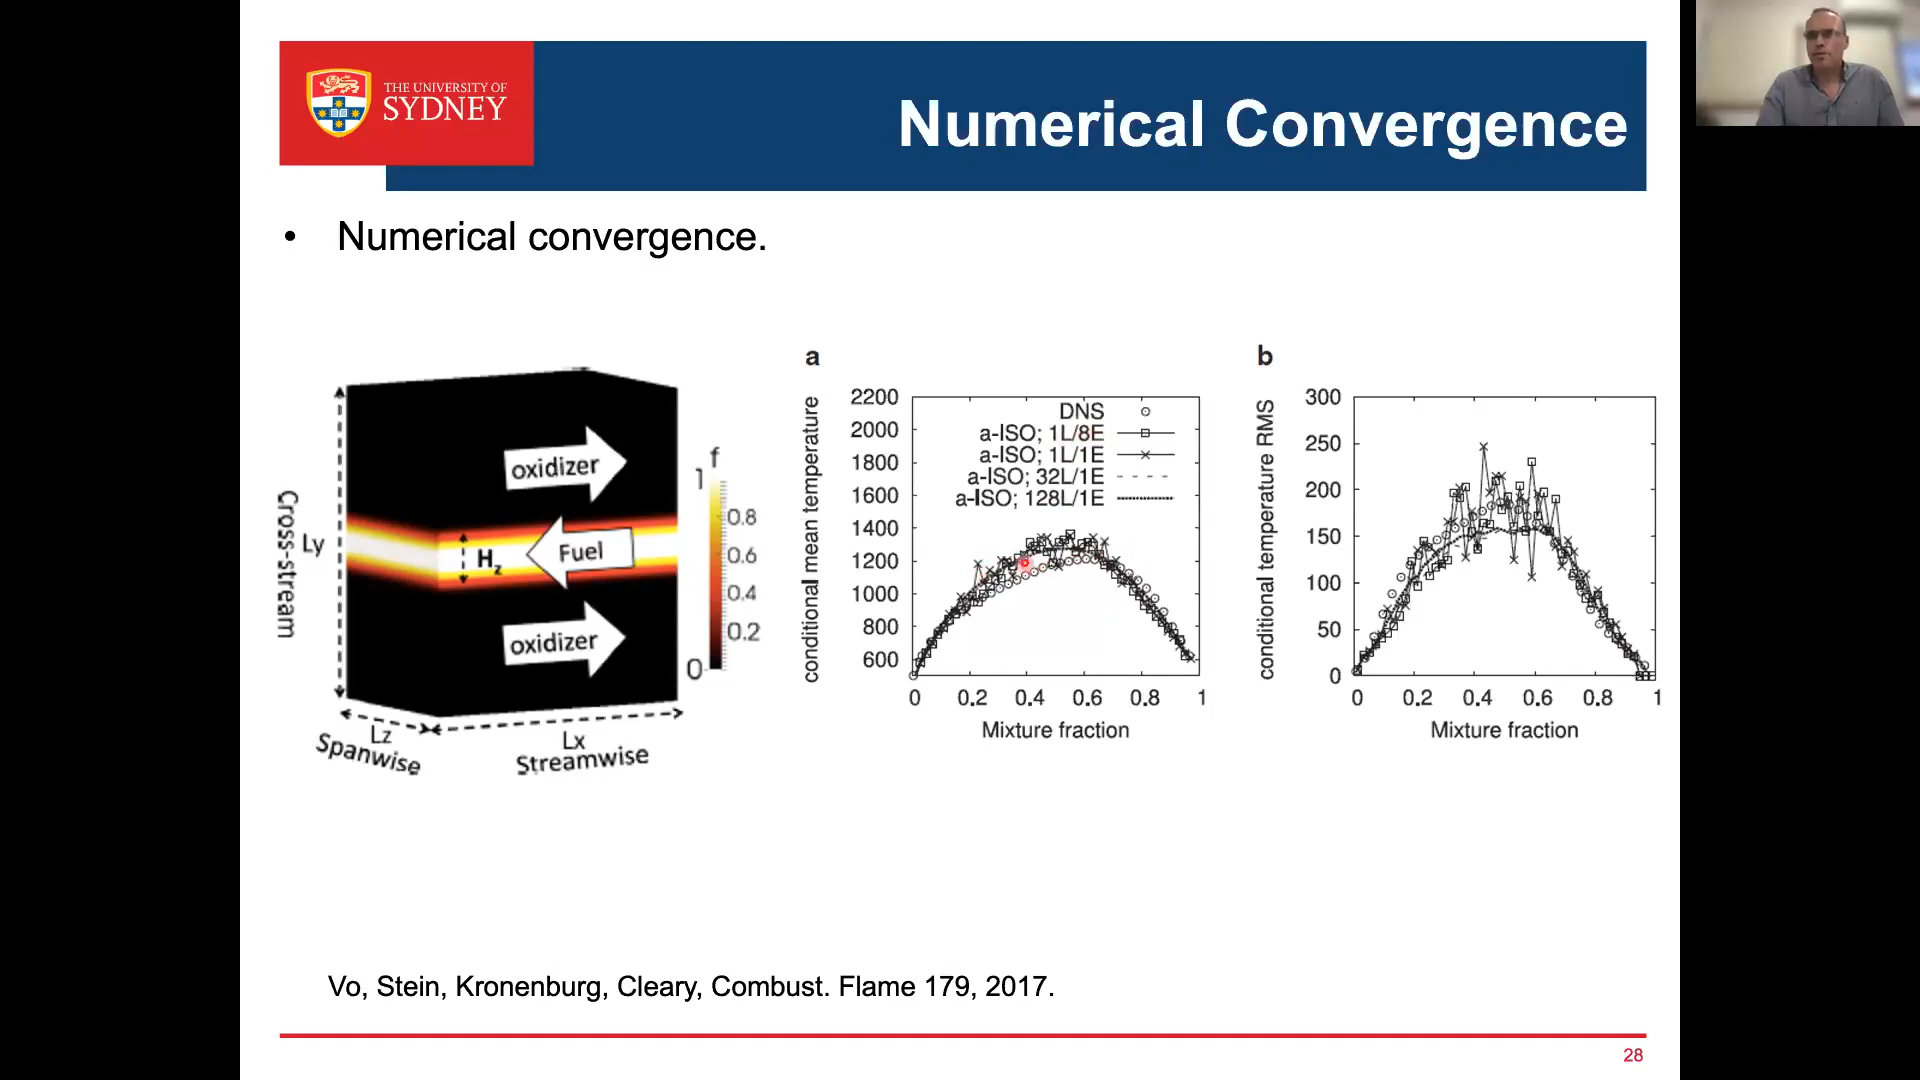 THE UNIVERSITY OF
SYDNEY
Numerical Convergence
• Numerical convergence.
Cross-stream
Ly
oxidizer
Hz
Fuel
oxidizer
Lz
Spanwise
Lx
Streamwise
f
1
0.8
0.6
0.4
0.2
0
a
conditional mean temperature
2200
2000
1800
1600
1400
1200
1000
800
600
DNS
a-ISO; 1L/8E
a-ISO; 1L/1E
a-ISO; 32L/1E
a-ISO; 128L/1E
0 0.2 0.4 0.6 0.8 1
Mixture fraction
b
conditional temperature RMS
300
250
200
150
100
50
0
0 0.2 0.4 0.6 0.8 1
Mixture fraction
Vo, Stein, Kronenburg, Cleary, Combust. Flame 179, 2017.
28